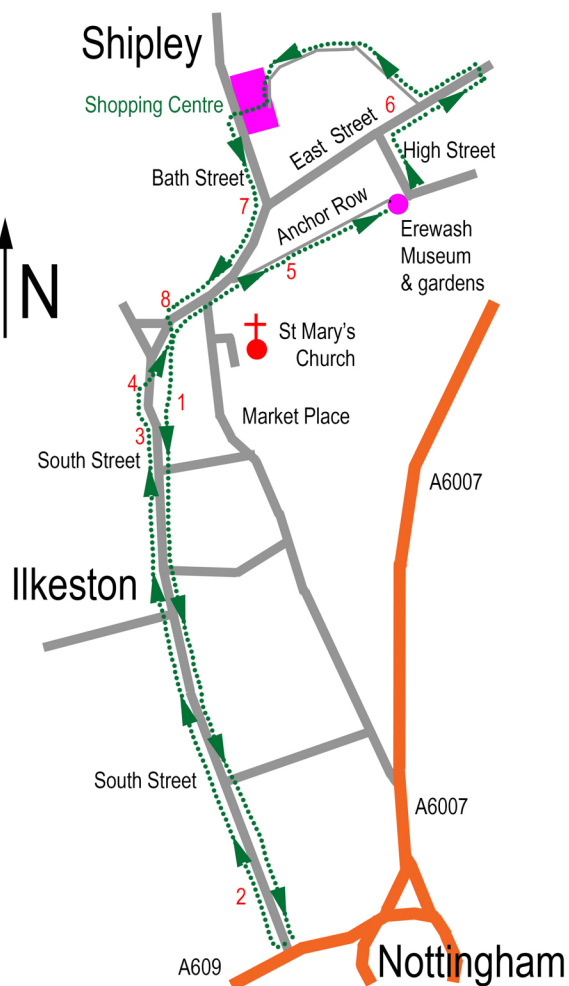 Shipley
Shopping Centre
6
East Street
High Street
Bath Street
7
Anchor Row
Erewash
Museum
& gardens
5
N
8
St Mary's
Church
4
1
Market Place
3
South Street
A6007
Ilkeston
South Street
A6007
2
Nottingham
A609